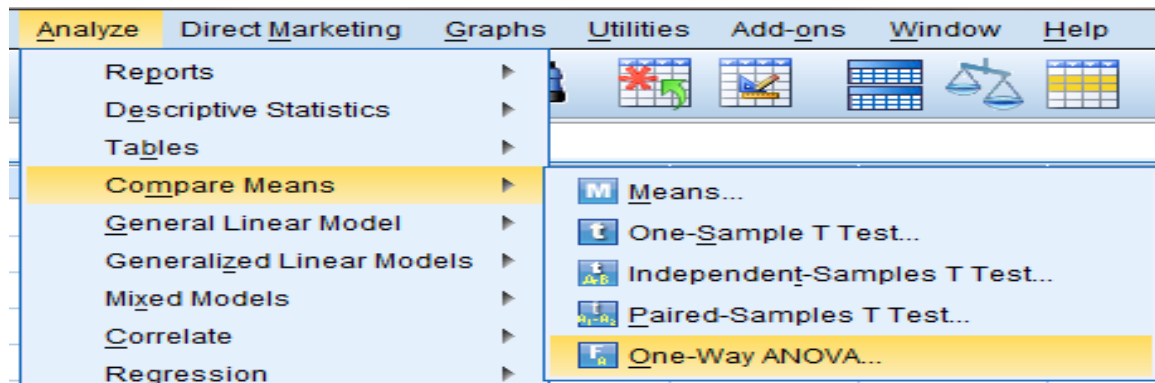 Analyze Direct Marketing Graphs Utilities Add-ons Window Help
Reports
Descriptive Statistics
Tables
Compare Means
General Linear Model
Generalized Linear Models
Mixed Models
Correlate
Regression
M Means...
t One-Sample T Test...
Independent-Samples T Test...
Paired-Samples T Test...
One-Way ANOVA...